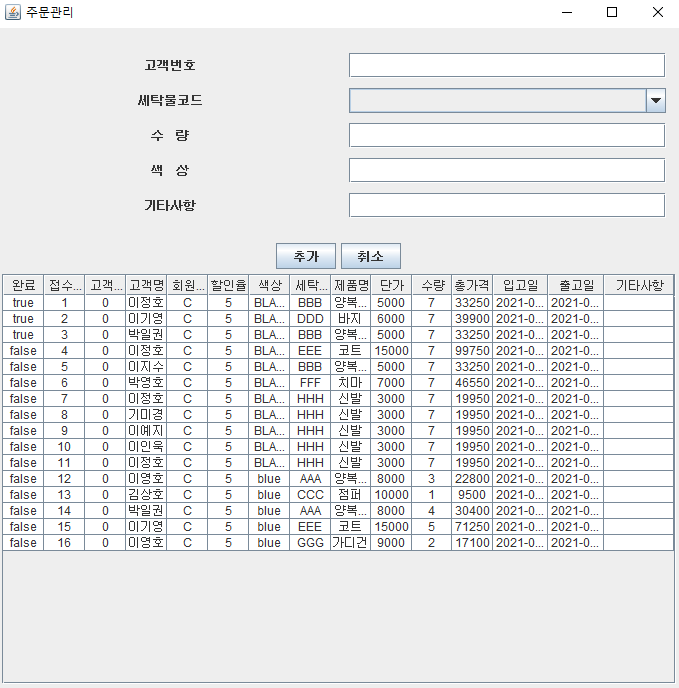 주문관리
고객번호
세탁물코드
수 량
색 상
기타사항
추가 취소
완료 접수... 고객... 고객명 회원... 할인율 색상 세탁... 제품명 단가 수량 총가격 입고일 출고일 기타사항
true 1 0 이정호 C 5 BLA... BBB 양복... 5000 7 33250 2021-0... 2021-0...
true 2 0 이기영 C 5 BLA... DDD 바지 6000 7 39900 2021-0... 2021-0...
true 3 0 박일권 C 5 BLA... BBB 양복... 5000 7 33250 2021-0... 2021-0...
false 4 0 이정호 C 5 BLA... EEE 코트 15000 7 99750 2021-0... 2021-0...
false 5 0 이지수 C 5 BLA... BBB 양복... 5000 7 33250 2021-0... 2021-0...
false 6 0 박영호 C 5 BLA... FFF 치마 7000 7 46550 2021-0... 2021-0...
false 7 0 이정호 C 5 BLA... HHH 신발 3000 7 19950 2021-0... 2021-0...
false 8 0 기미경 C 5 BLA... HHH 신발 3000 7 19950 2021-0... 2021-0...
false 9 0 이예지 C 5 BLA... HHH 신발 3000 7 19950 2021-0... 2021-0...
false 10 0 이인욱 C 5 BLA... HHH 신발 3000 7 19950 2021-0... 2021-0...
false 11 0 이정호 C 5 BLA... HHH 신발 3000 7 19950 2021-0... 2021-0...
false 12 0 이영호 C 5 blue AAA 양복... 8000 3 22800 2021-0... 2021-0...
false 13 0 김상호 C 5 blue CCC 점퍼 10000 1 9500 2021-0... 2021-0...
false 14 0 박일권 C 5 blue AAA 양복... 8000 4 30400 2021-0... 2021-0...
false 15 0 이기영 C 5 blue EEE 코트 15000 5 71250 2021-0... 2021-0...
false 16 0 이영호 C 5 blue GGG 가디건 9000 2 17100 2021-0... 2021-0...